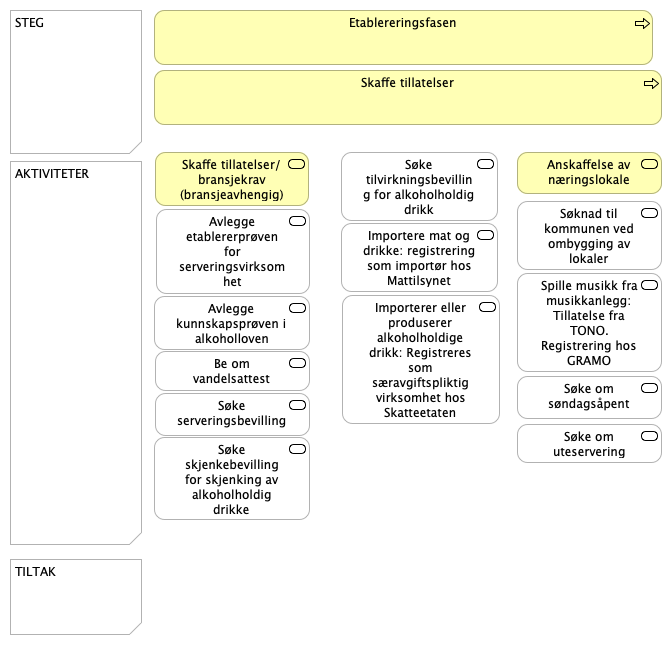 STEG
Etablereringsfasen
Skaffe tillatelser
AKTIVITETER
Skaffe tillatelser/
bransjekrav
(bransjeavhengig)
Avlegge
etablererprøven
for
serveringsvirksom
het
Avlegge
kunnskapsprøven i
alkoholloven
Be om
vandelsattest
Søke
serveringsbevilling
Søke
skjenkebevilling
for skjenking av
alkoholholdig
drikke
Søke
tilvirkningsbevillin
g for alkoholholdig
drikk
Importere mat og
drikke: registrering
som importør hos
Mattilsynet
Importerer eller
produserer
alkoholholdige
drikk: Registreres
som
særavgiftspliktig
virksomhet hos
Skatteetaten
Anskaffelse av
næringslokale
Søknad til
kommunen ved
ombygging av
lokaler
Spille musikk fra
musikkanlegg:
Tillatelse fra
TONO.
Registrering hos
GRAMO
Søke om
søndagsåpent
Søke om
uteservering
TILTAK